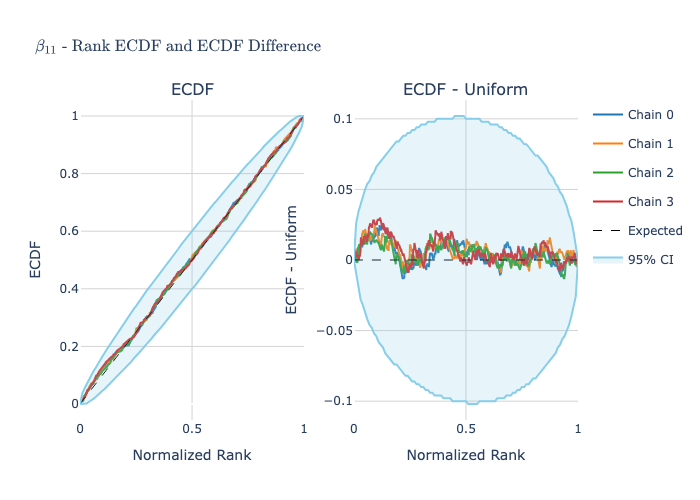 β₁₁ - Rank ECDF and ECDF Difference
ECDF
ECDF
1
0.8
0.6
0.4
0.2
0
0
0.5
1
Normalized Rank
ECDF - Uniform
ECDF - Uniform
0.1
0.05
0
−0.05
−0.1
0
0.5
1
Normalized Rank
Chain 0
Chain 1
Chain 2
Chain 3
Expected
95% CI